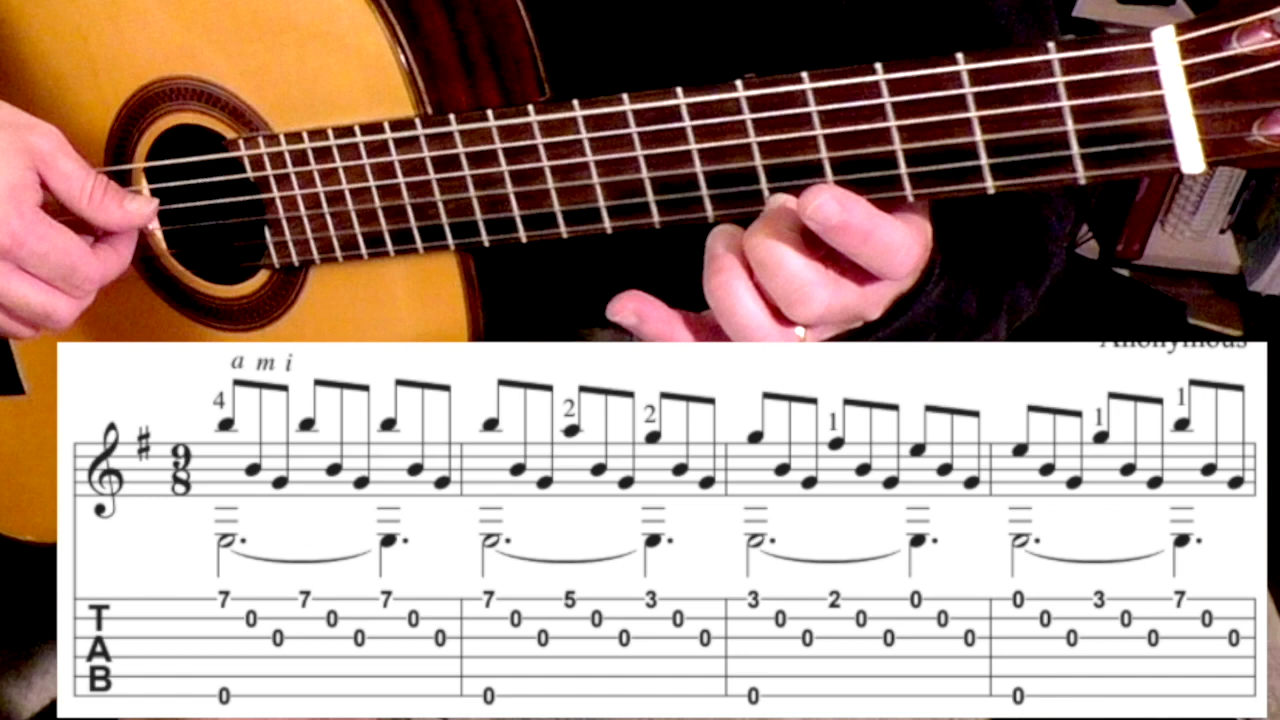 Anonymous
a m i
4 2 2 1 1 1
9
8
7 7 7 7 5 3 3 2 0 0 3 7
T 0 0 0 0 0 0 0 0 0 0 0 0
A 0 0 0 0 0 0 0 0 0 0 0 0
B
0 0 0 0